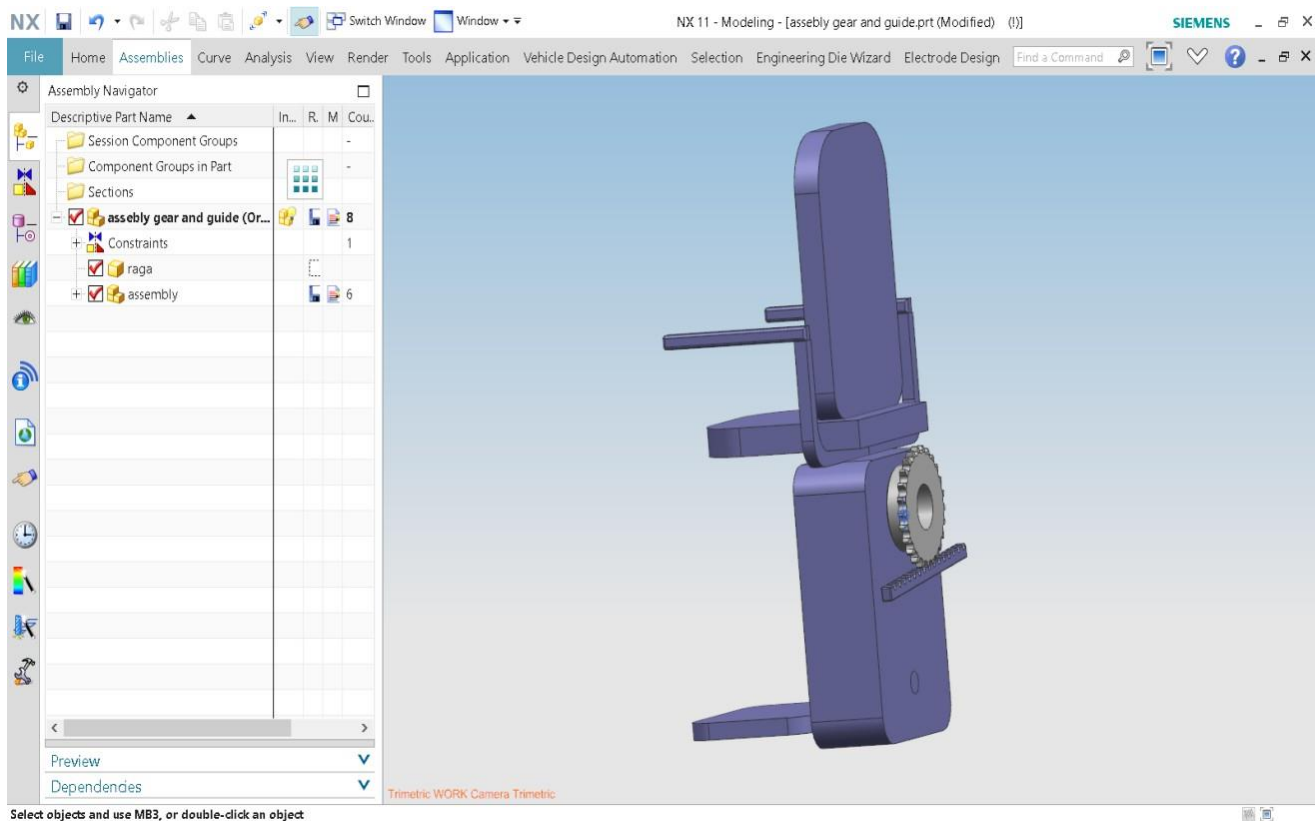 NX Switch Window Window NX 11 - Modeling - [assebly gear and guide.prt (Modified) (!)] SIEMENS
File Home Assemblies Curve Analysis View Render Tools Application Vehicle Design Automation Selection Engineering Die Wizard Electrode Design Find a Command
Assembly Navigator
Descriptive Part Name In... R. M Cou..
Session Component Groups -
Component Groups in Part -
Sections
assebly gear and guide (Or... 8
Constraints 1
raga
assembly 6
Preview
Dependencies
Trimetric WORK Camera Trimetric
Select objects and use MB3, or double-click an object